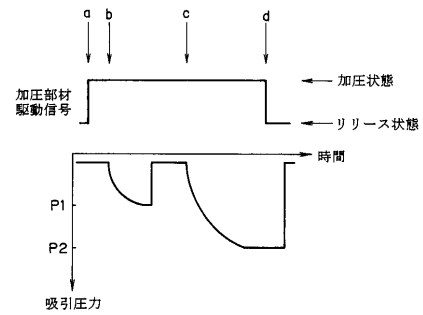 a b c d
加圧部材
駆動信号
加圧状態
リリース状態
時間
P1
P2
吸引圧力